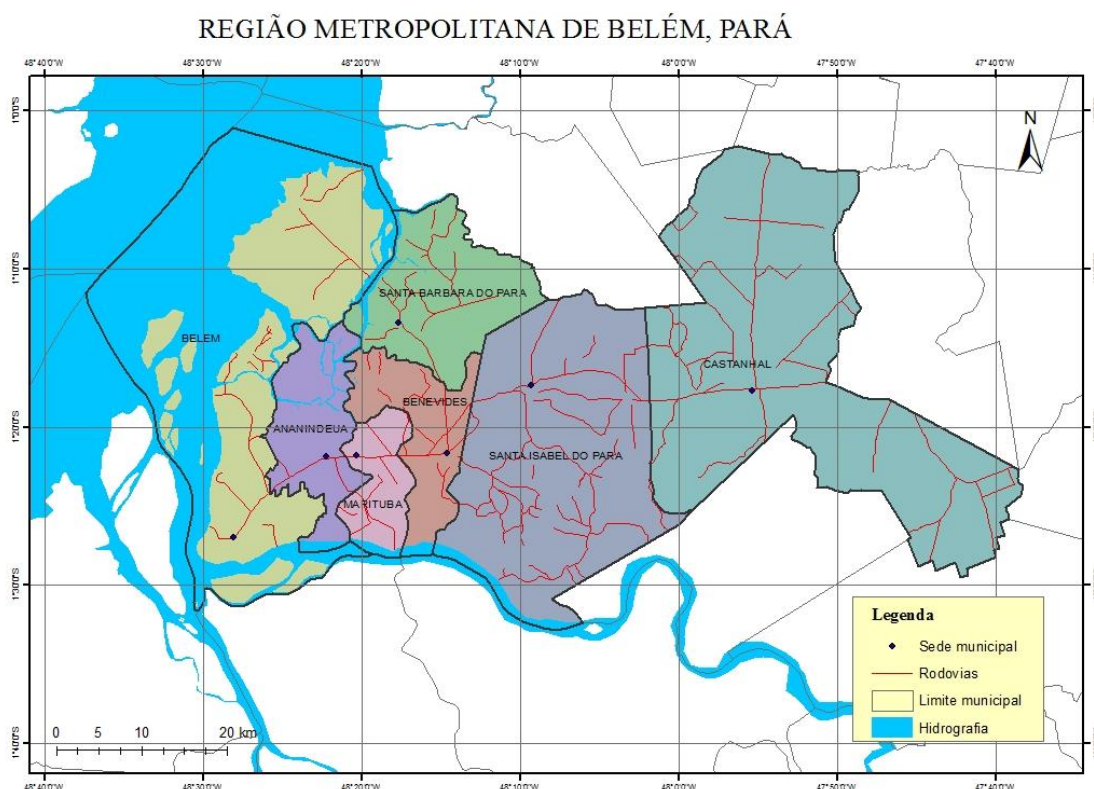 REGIÃO METROPOLITANA DE BELÉM, PARÁ
48°40'0"W 48°30'0"W 48°20'0"W 48°10'0"W 48°0'0"W 47°50'0"W 47°40'0"W
1°0'0"S
1°10'0"S
1°20'0"S
1°30'0"S
1°40'0"S
N
SANTA BARBARA DO PARA
BELEM
CASTANHAL
BENEVIDES
ANANINDEUA
SANTA ISABEL DO PARA
MARITUBA
Legenda
Sede municipal
Rodovias
Limite municipal
Hidrografia
0 5 10 20 km
48°40'0"W 48°30'0"W 48°20'0"W 48°10'0"W 48°0'0"W 47°50'0"W 47°40'0"W